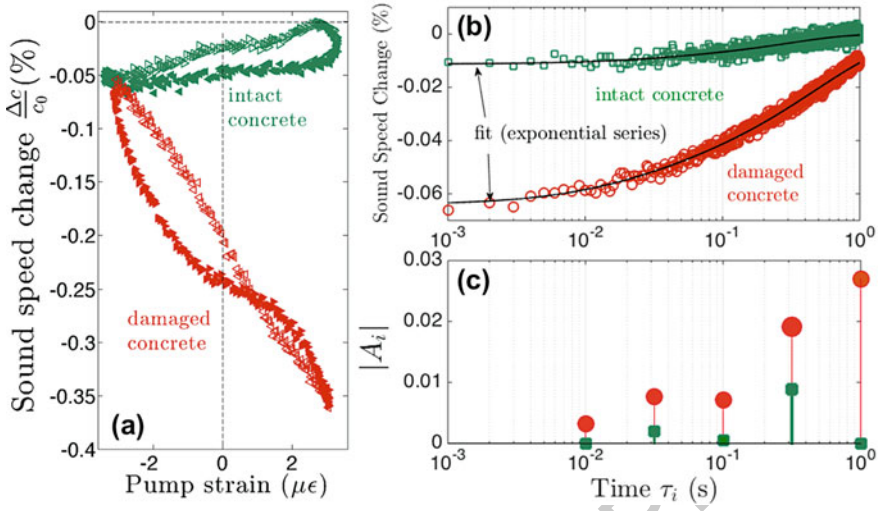 Sound speed change Δc/c₀ (%)
0
-0.05
-0.1
-0.15
-0.2
-0.25
-0.3
-0.35
-0.4
intact
concrete
damaged
concrete
(a)
-2 0 2
Pump strain (με)
(b)
Sound Speed Change (%)
0
-0.02
-0.04
-0.06
intact concrete
fit (exponential series)
damaged
concrete
10⁻³ 10⁻² 10⁻¹ 10⁰
(c)
|Aᵢ|
0.03
0.02
0.01
0
10⁻³ 10⁻² 10⁻¹ 10⁰
Time τᵢ (s)